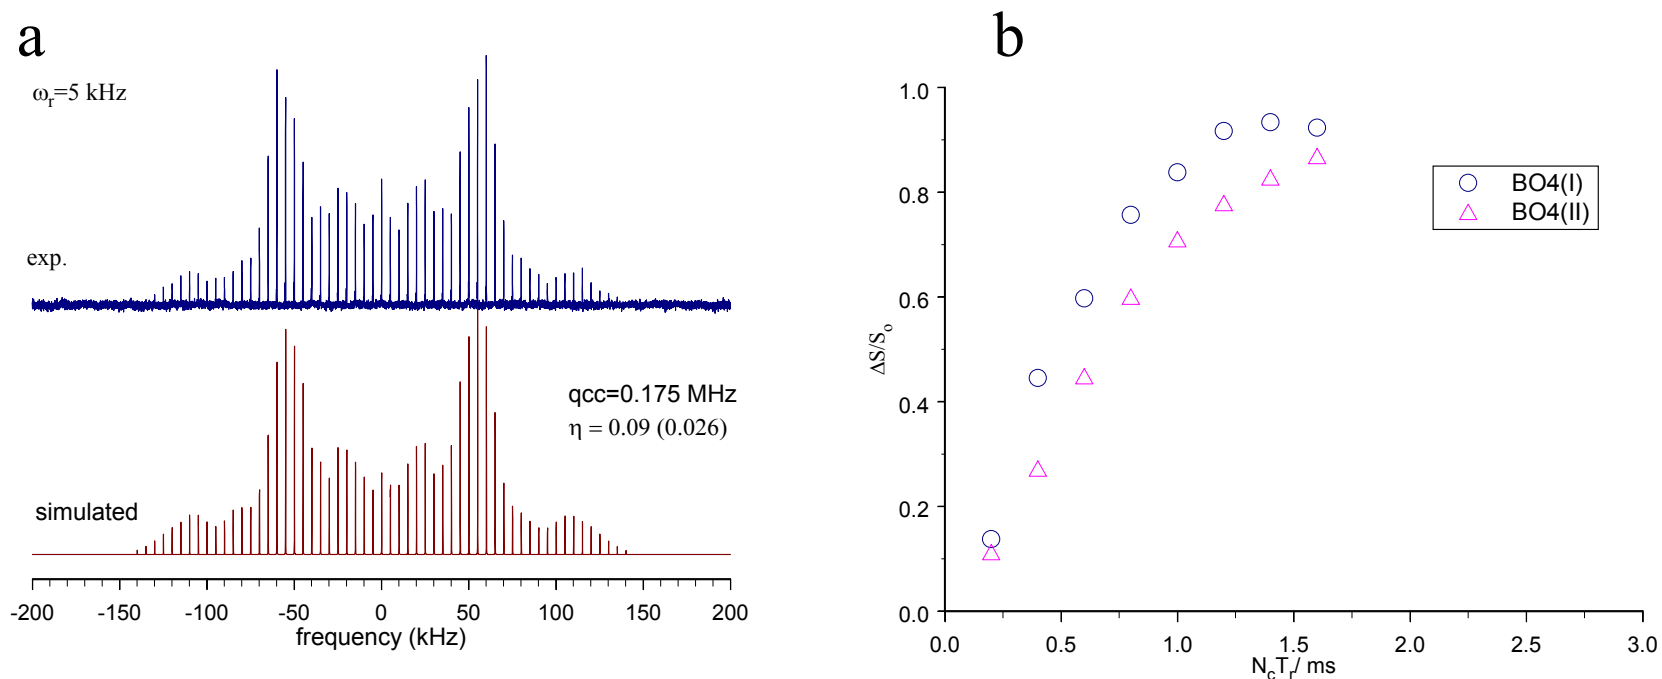 a
ωr=5 kHz
exp.
qcc=0.175 MHz
η = 0.09 (0.026)
simulated
-200 -150 -100 -50 0 50 100 150 200
frequency (kHz)
b
1.0
0.8
0.6
0.4
0.2
0.0
ΔS/So
BO4(I)
BO4(II)
0.0 0.5 1.0 1.5 2.0 2.5 3.0
NcTr/ ms